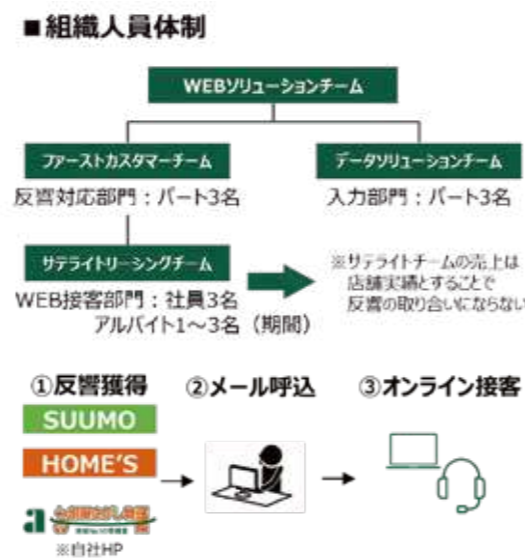 ■組織人員体制
WEBソリューションチーム
ファーストカスタマーチーム
データソリューションチーム
反響対応部門：パート3名
入力部門：パート3名
サテライトリーシングチーム
WEB接客部門：社員3名
アルバイト1～3名（期間）
※サテライトチームの売上は
店舗実績とすることで
反響の取り合いにならない
①反響獲得
②メール呼込
③オンライン接客
SUUMO
HOME'S
a
※自社HP